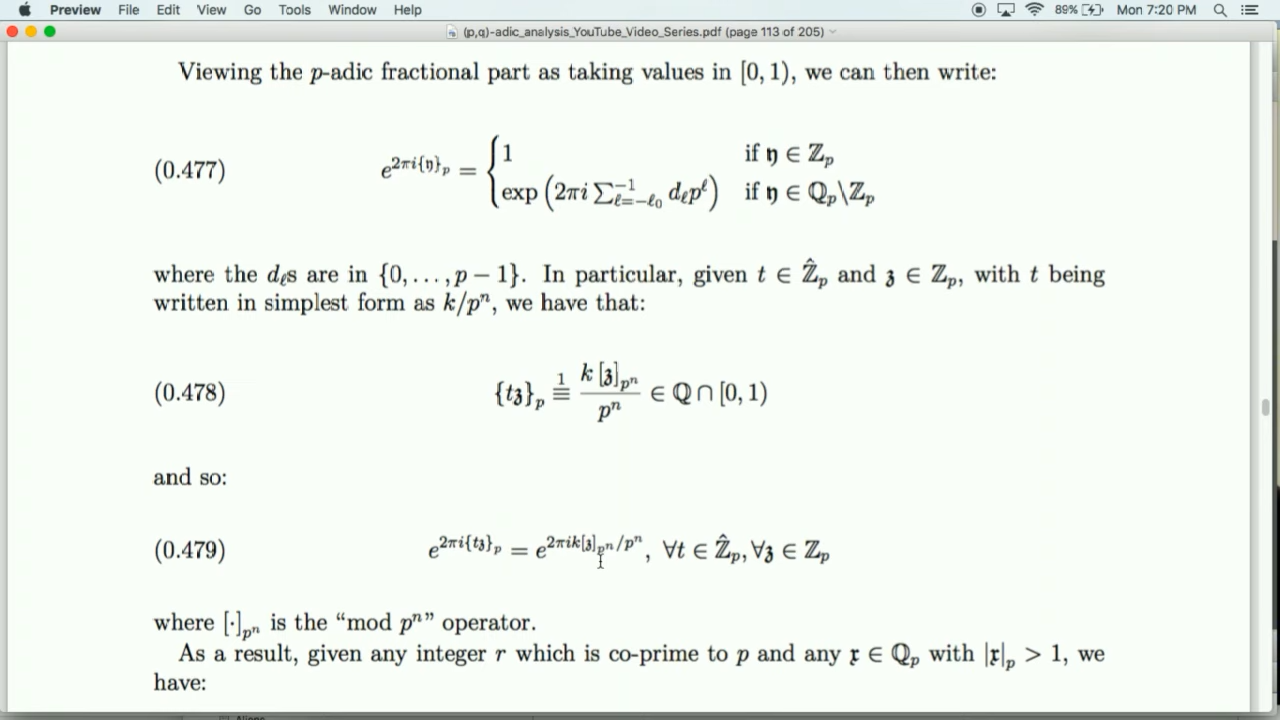 Preview File Edit View Go Tools Window Help 89% Mon 7:20 PM
(p,q)-adic_analysis_YouTube_Video_Series.pdf (page 113 of 205)
Viewing the p-adic fractional part as taking values in [0, 1), we can then write:
(0.477) e^{2πi{𝔶}_p} = { 1 if 𝔶 ∈ ℤ_p
exp (2πi ∑_{ℓ=−ℓ_0}^{−1} d_ℓ p^ℓ) if 𝔶 ∈ ℚ_p\ℤ_p
where the d_ℓs are in {0, . . . , p − 1}. In particular, given t ∈ ℤ̂_p and 𝔷 ∈ ℤ_p, with t being
written in simplest form as k/p^n, we have that:
(0.478) {t𝔷}_p ≡^1 k [𝔷]_{p^n} / p^n ∈ ℚ ∩ [0, 1)
and so:
(0.479) e^{2πi{t𝔷}_p} = e^{2πik[𝔷]_{p^n}/p^n}, ∀t ∈ ℤ̂_p, ∀𝔷 ∈ ℤ_p
where [·]_{p^n} is the “mod p^n” operator.
As a result, given any integer r which is co-prime to p and any 𝔵 ∈ ℚ_p with |𝔵|_p > 1, we
have: